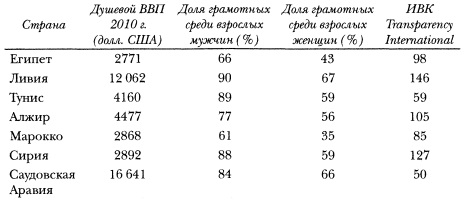 Страна Душевой ВВП 2010 г. (долл. США) Доля грамотных среди взрослых мужчин (%) Доля грамотных среди взрослых женщин (%) ИВК Transparency International
Египет 2771 66 43 98
Ливия 12 062 90 67 146
Тунис 4160 89 59 59
Алжир 4477 77 56 105
Марокко 2868 61 35 85
Сирия 2892 88 59 127
Саудовская Аравия 16 641 84 66 50